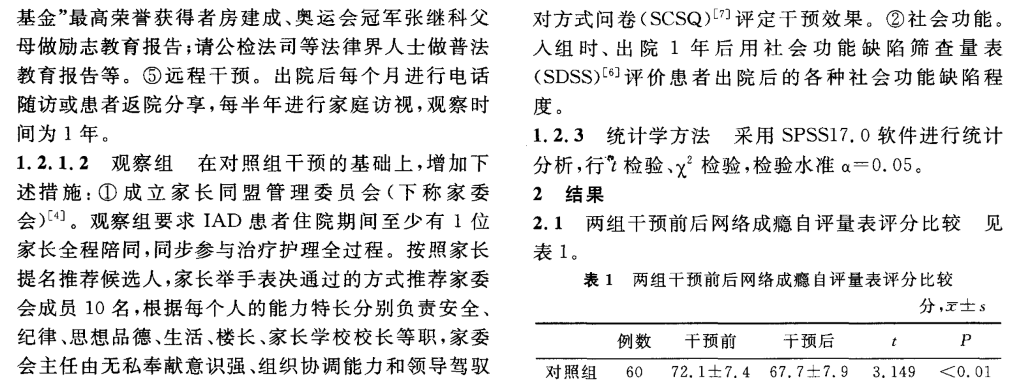 基金”最高荣誉获得者房建成、奥运会冠军张继科父
母做励志教育报告;请公检法司等法律界人士做普法
教育报告等。⑤远程干预。出院后每个月进行电话
随访或患者返院分享,每半年进行家庭访视,观察时
间为 1 年。
1.2.1.2 观察组 在对照组干预的基础上,增加下
述措施:①成立家长同盟管理委员会(下称家委
会)[4]。观察组要求 IAD 患者住院期间至少有 1 位
家长全程陪同,同步参与治疗护理全过程。按照家长
提名推荐候选人,家长举手表决通过的方式推荐家委
会成员 10 名,根据每个人的能力特长分别负责安全、
纪律、思想品德、生活、楼长、家长学校校长等职,家委
会主任由无私奉献意识强、组织协调能力和领导驾驭
对方式问卷(SCSQ)[7]评定干预效果。②社会功能。
入组时、出院 1 年后用社会功能缺陷筛查量表
(SDSS)[6]评价患者出院后的各种社会功能缺陷程
度。
1.2.3 统计学方法 采用 SPSS17.0 软件进行统计
分析,行 t 检验、χ² 检验,检验水准 α=0.05。
2 结果
2.1 两组干预前后网络成瘾自评量表评分比较 见
表 1。
表 1 两组干预前后网络成瘾自评量表评分比较
分,x̅±s
例数 干预前 干预后 t P
对照组 60 72.1±7.4 67.7±7.9 3.149 <0.01